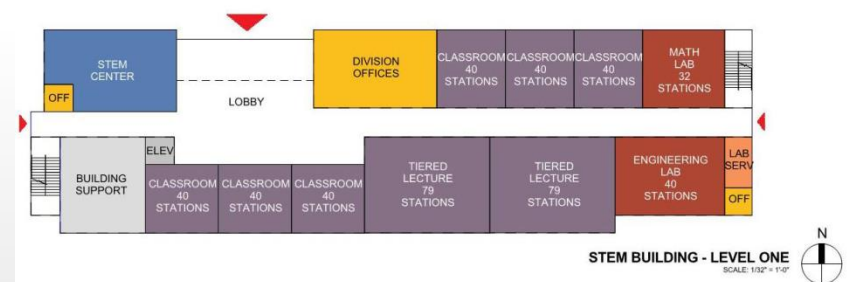 STEM
CENTER
OFF
LOBBY
DIVISION
OFFICES
CLASSROOM
40
STATIONS
CLASSROOM
40
STATIONS
CLASSROOM
40
STATIONS
MATH
LAB
32
STATIONS
BUILDING
SUPPORT
ELEV
CLASSROOM
40
STATIONS
CLASSROOM
40
STATIONS
CLASSROOM
40
STATIONS
TIERED
LECTURE
79
STATIONS
TIERED
LECTURE
79
STATIONS
ENGINEERING
LAB
40
STATIONS
LAB
SERV
OFF
N
STEM BUILDING - LEVEL ONE
SCALE: 1/32" = 1'-0"